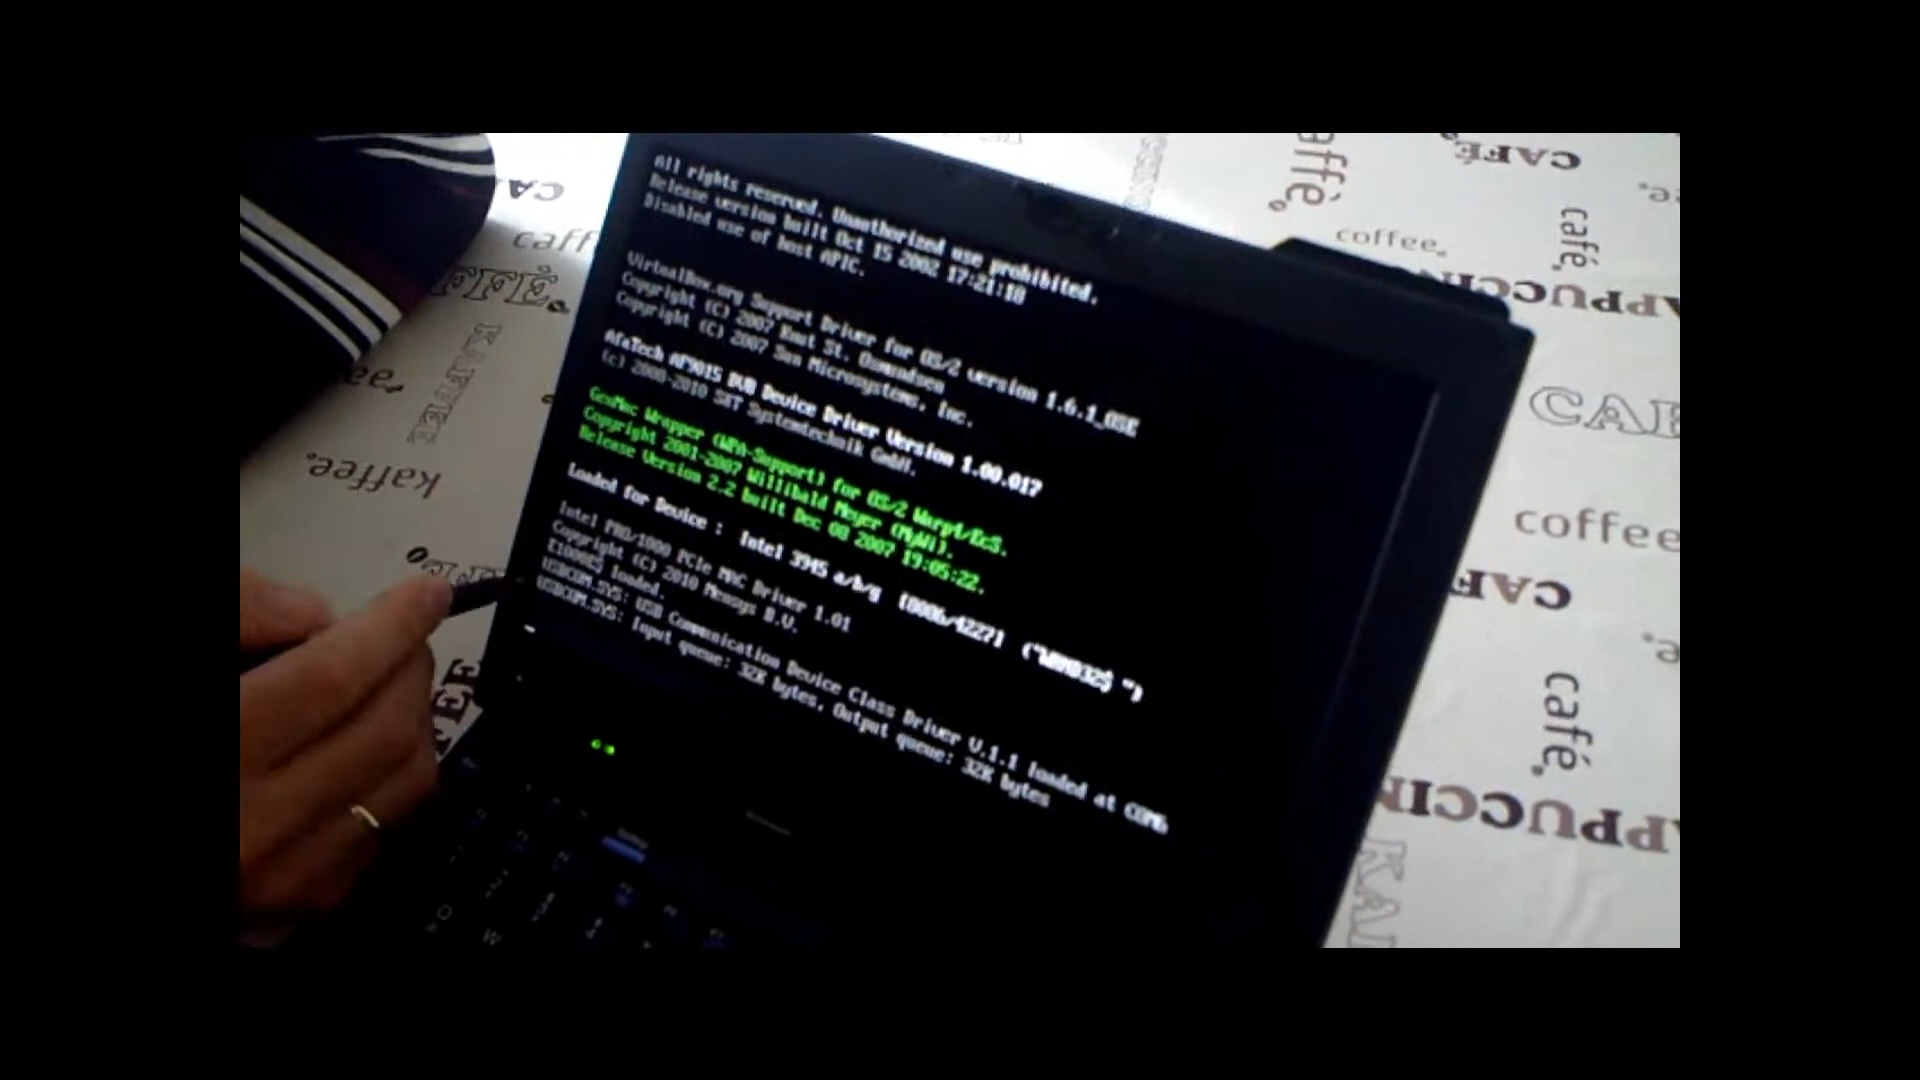 All rights reserved. Unauthorized use prohibited.
Release version built Oct 15 2002 17:21:18
Disabled use of host APIC.
VirtualBox.org Support Driver for OS/2 version 1.6.1_OSE
Copyright (C) 2007 Knut St. Osmundsen
Copyright (C) 2007 Sun Microsystems, Inc.
AfaTech AF9015 DVB Device Driver Version 1.00.017
(c) 2008-2010 SET Systemtechnik GmbH.
GenMac Wrapper (WPA-Support) for OS/2 Warp4/EcS.
Copyright 2001-2007 Willibald Meyer (MyWi).
Release Version 2.2 built Dec 08 2007 19:05:22.
Loaded for Device : Intel 3945 a/b/g [8086/4227] ("WRND32$ ")
Intel PRO/1000 PCIe MAC Driver 1.01
Copyright (C) 2010 Mensys B.V.
E1000E$ loaded.
USBCOM.SYS: USB Communication Device Class Driver V.1.1 loaded at COM6
USBCOM.SYS: Input queue: 32K bytes, Output queue: 32K bytes
CAFÉ
coffee.
café.
coffee
CAFÉ
café.
kaffee.
KAFFEE